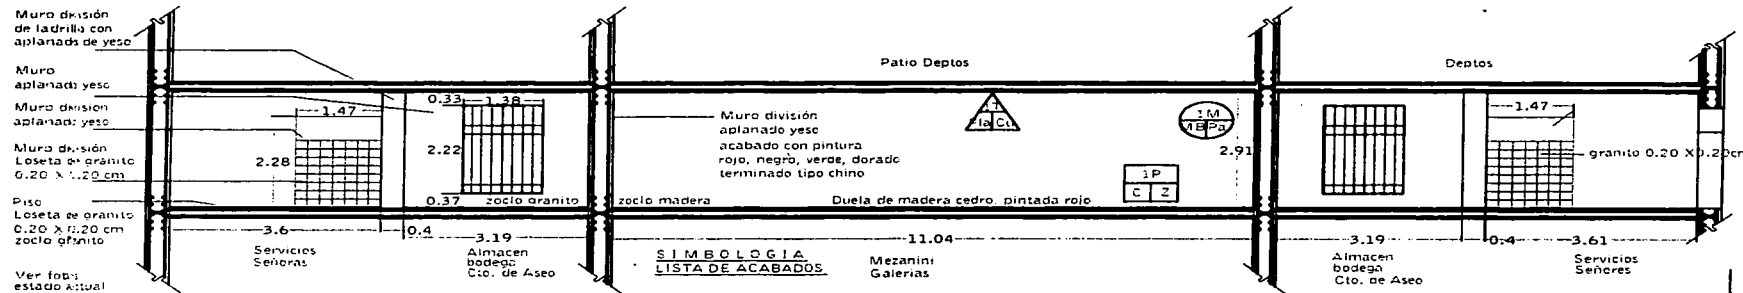 Muro división
de ladrillo con
aplanado de yeso
Muro
aplanado yeso
Muro división
aplanado yeso
Muro división
Loseta de granito
0.20 X 0.20 cm
Piso
Loseta de granito
0.20 X 0.20 cm
zoclo granito
Ver fotos
estado actual
1.47
2.28
3.6
0.4
Servicios
Señoras
0.33
1.38
2.22
0.37
zoclo granito
3.19
Almacen
bodega
Cto. de Aseo
Patio Deptos
Muro división
aplanado yeso
acabado con pintura
rojo, negro, verde, dorado
terminado tipo chino
zoclo madera
Duela de madera cedro, pintada rojo
11.04
SIMBOLOGIA
LISTA DE ACABADOS
Mezanini
Galerias
1M
MB Pa
2.91
1P
C Z
Deptos
3.19
Almacen
bodega
Cto. de Aseo
1.47
granito 0.20 X 0.20cm
0.4
3.61
Servicios
Señores